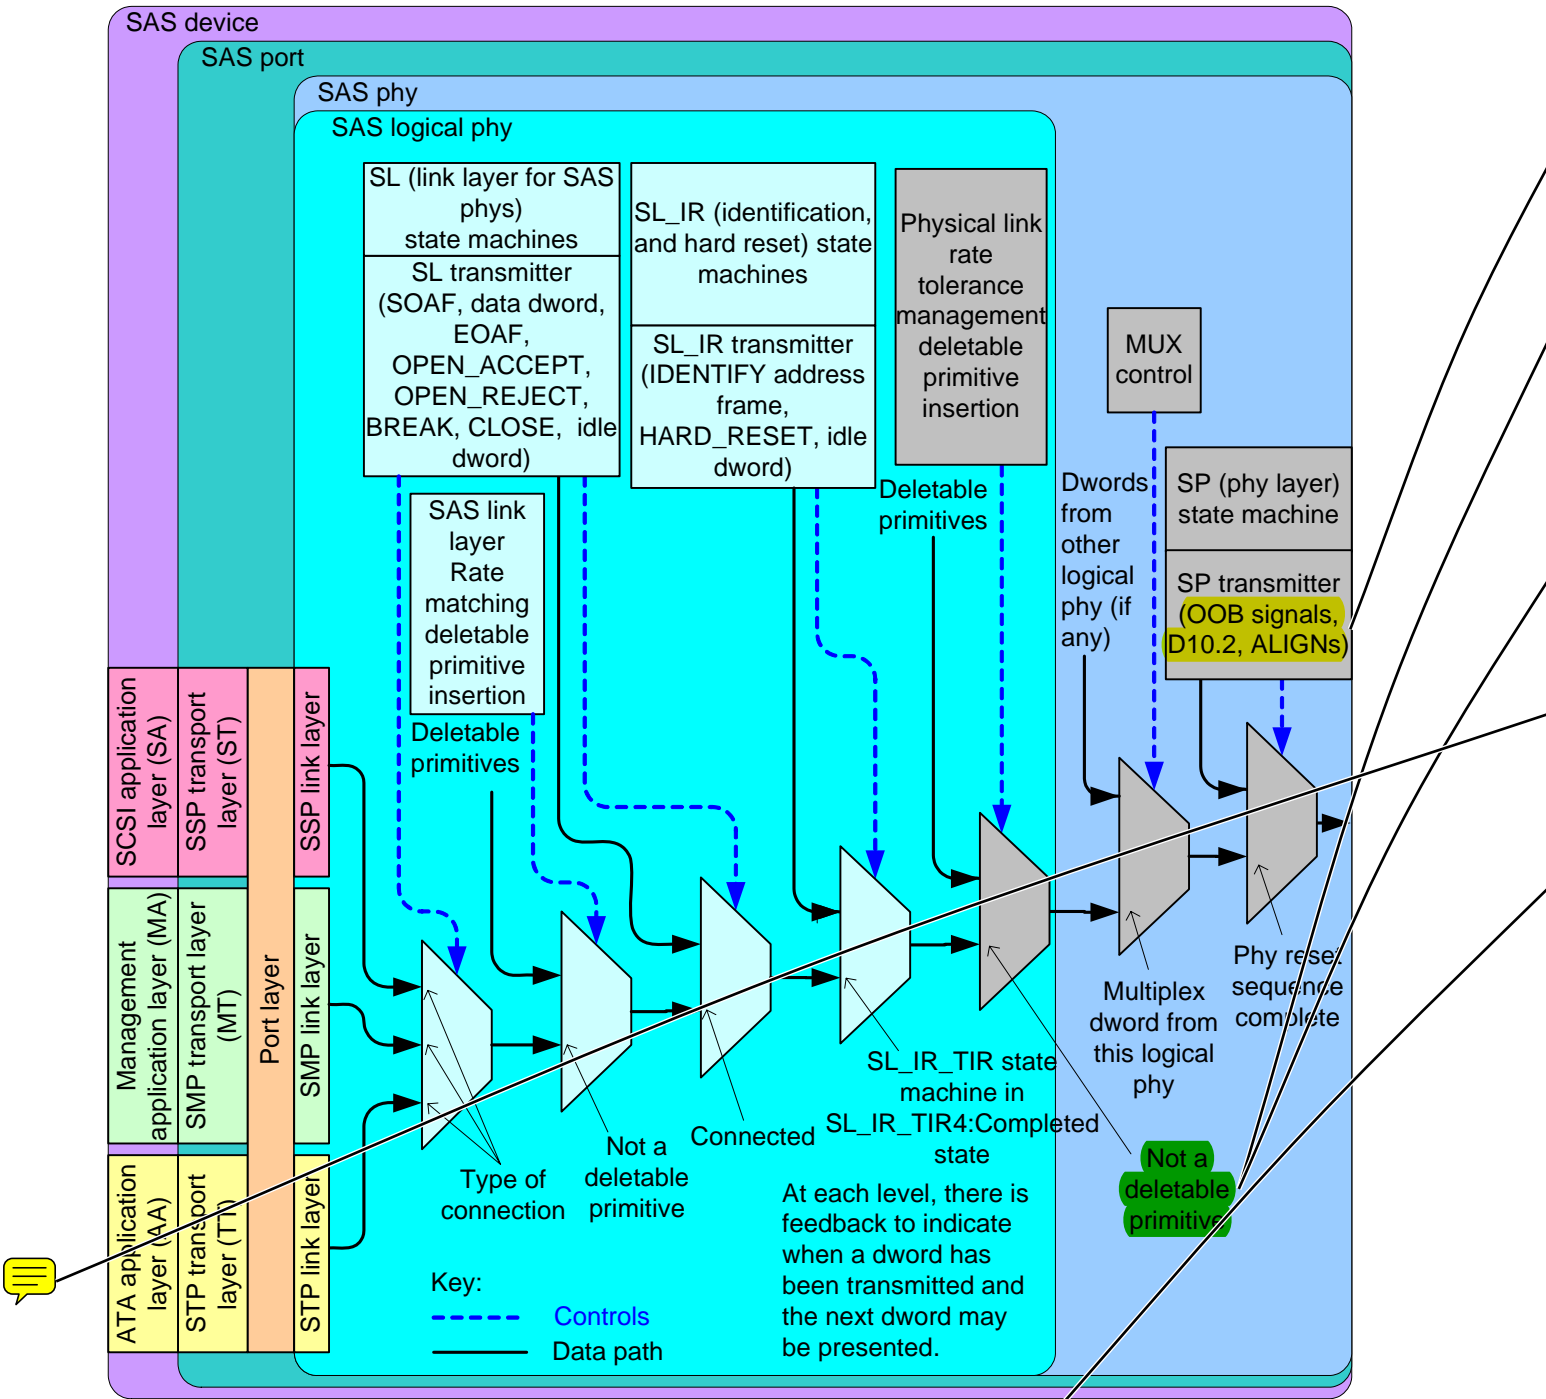 SAS device
SAS port
SAS phy
SAS logical phy
SL (link layer for SAS
phys)
state machines
SL transmitter
(SOAF, data dword,
EOAF,
OPEN_ACCEPT,
OPEN_REJECT,
BREAK, CLOSE,  idle
dword)
SL_IR (identification,
and hard reset) state
machines
SL_IR transmitter
(IDENTIFY address
frame,
HARD_RESET, idle
dword)
Physical link
rate
tolerance
management
deletable
primitive
insertion
MUX
control
SP (phy layer)
state machine
SP transmitter
(OOB signals,
D10.2, ALIGNs)
SAS link
layer
Rate
matching
deletable
primitive
insertion
Deletable
primitives
Deletable
primitives
Dwords
from
other
logical
phy (if
any)
SCSI application
layer (SA)
SSP transport
layer (ST)
SSP link layer
Management
application layer (MA)
SMP transport layer
(MT)
SMP link layer
Port layer
ATA application
layer (AA)
STP transport
layer (TT)
STP link layer
Type of
connection
Not a
deletable
primitive
Connected
SL_IR_TIR state
machine in
SL_IR_TIR4:Completed
state
Not a
deletable
primitive
Multiplex
dword from
this logical
phy
Phy reset
sequence
complete
At each level, there is
feedback to indicate
when a dword has
been transmitted and
the next dword may
be presented.
Key:
Controls
Data path